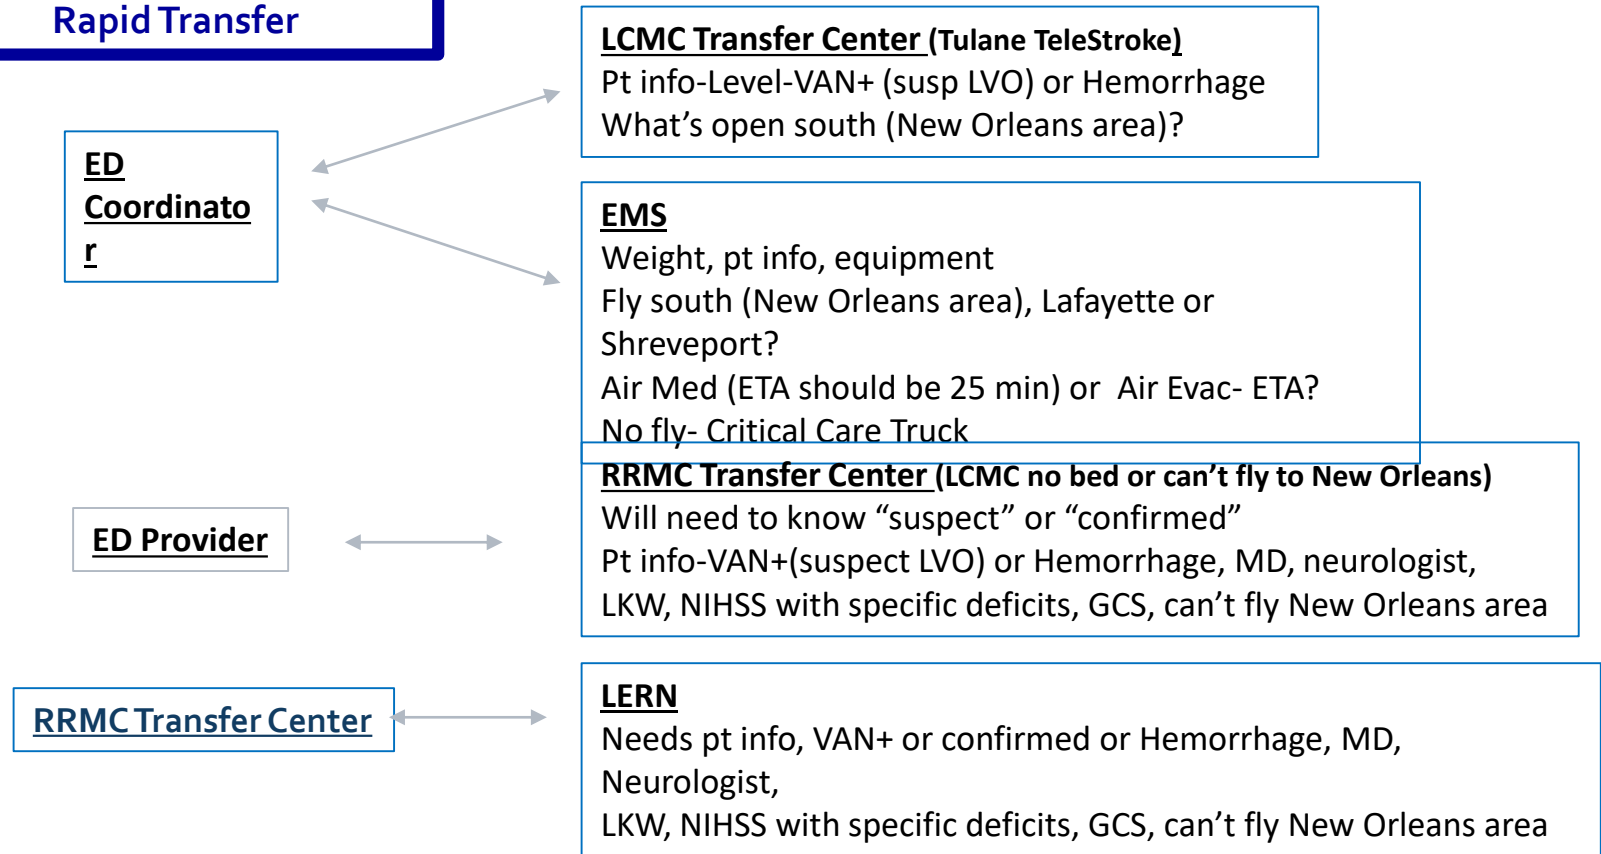 Rapid Transfer
LCMC Transfer Center (Tulane TeleStroke)
Pt info-Level-VAN+ (susp LVO) or Hemorrhage
What’s open south (New Orleans area)?
ED
Coordinato
r
EMS
Weight, pt info, equipment
Fly south (New Orleans area), Lafayette or
Shreveport?
Air Med (ETA should be 25 min) or  Air Evac- ETA?
No fly- Critical Care Truck
ED Provider
RRMC Transfer Center (LCMC no bed or can’t fly to New Orleans)
Will need to know “suspect” or “confirmed”
Pt info-VAN+(suspect LVO) or Hemorrhage, MD, neurologist,
LKW, NIHSS with specific deficits, GCS, can’t fly New Orleans area
RRMC Transfer Center
LERN
Needs pt info, VAN+ or confirmed or Hemorrhage, MD,
Neurologist,
LKW, NIHSS with specific deficits, GCS, can’t fly New Orleans area